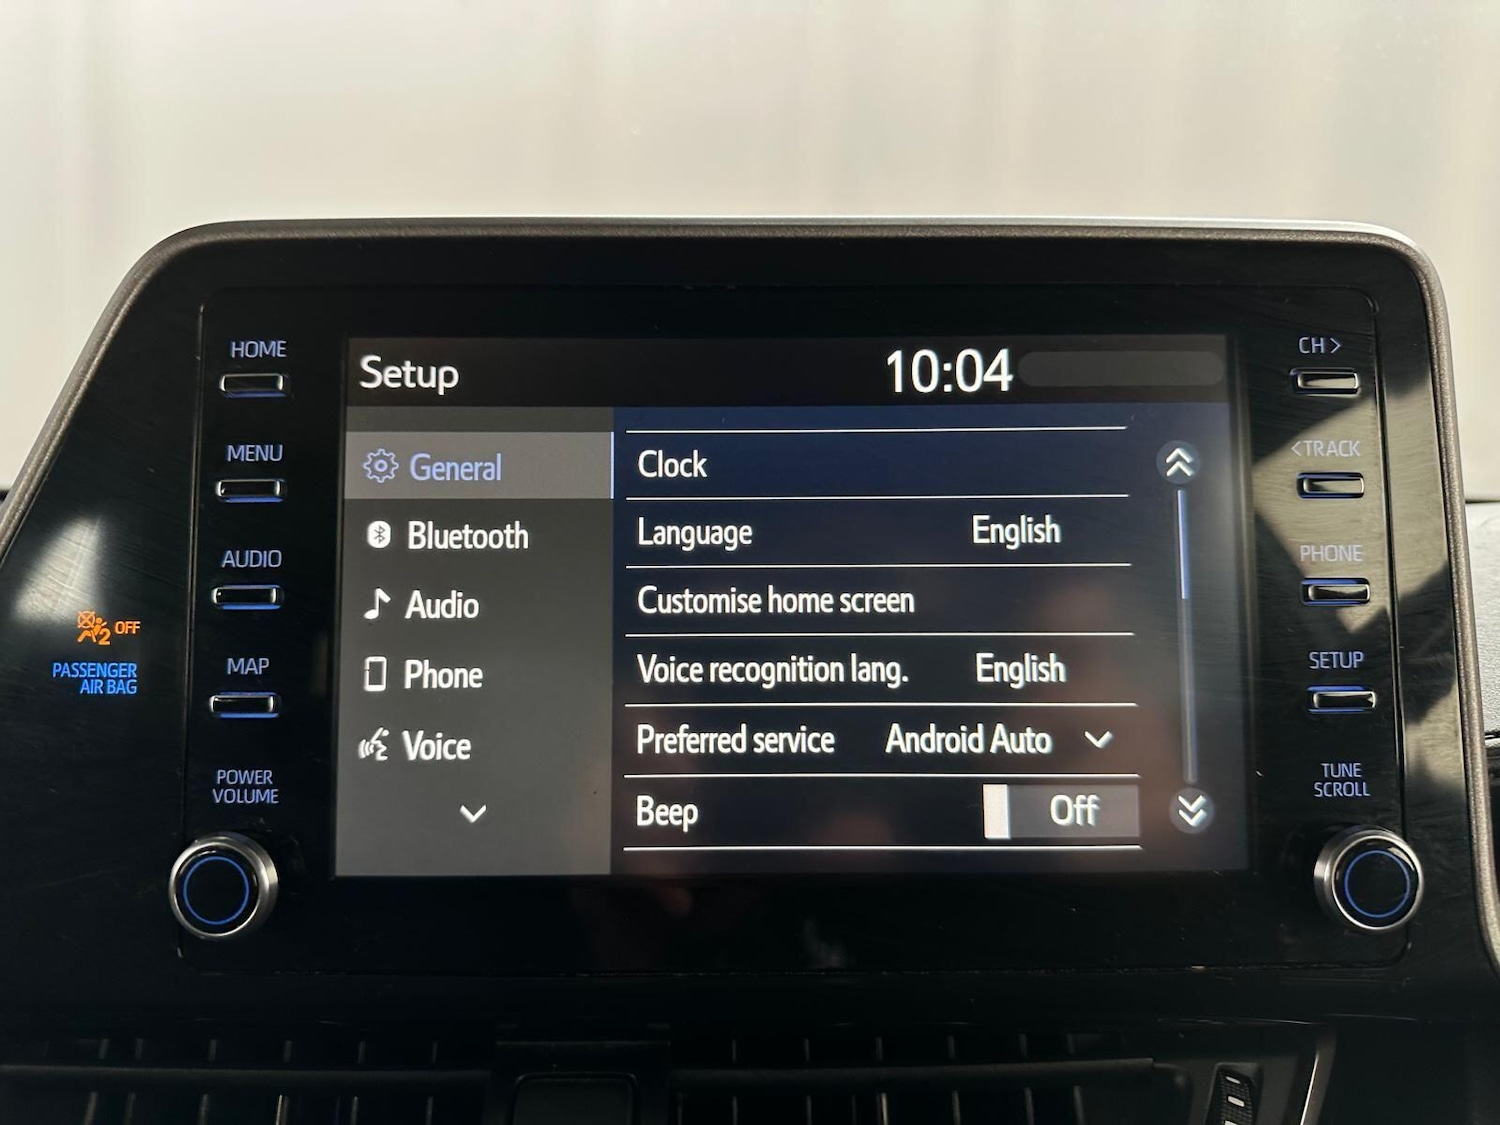 HOME
MENU
AUDIO
MAP
POWER
VOLUME
2 OFF
PASSENGER
AIR BAG
Setup
10:04
General
Bluetooth
Audio
Phone
Voice
Clock
Language English
Customise home screen
Voice recognition lang. English
Preferred service Android Auto
Beep Off
CH>
<TRACK
PHONE
SETUP
TUNE
SCROLL